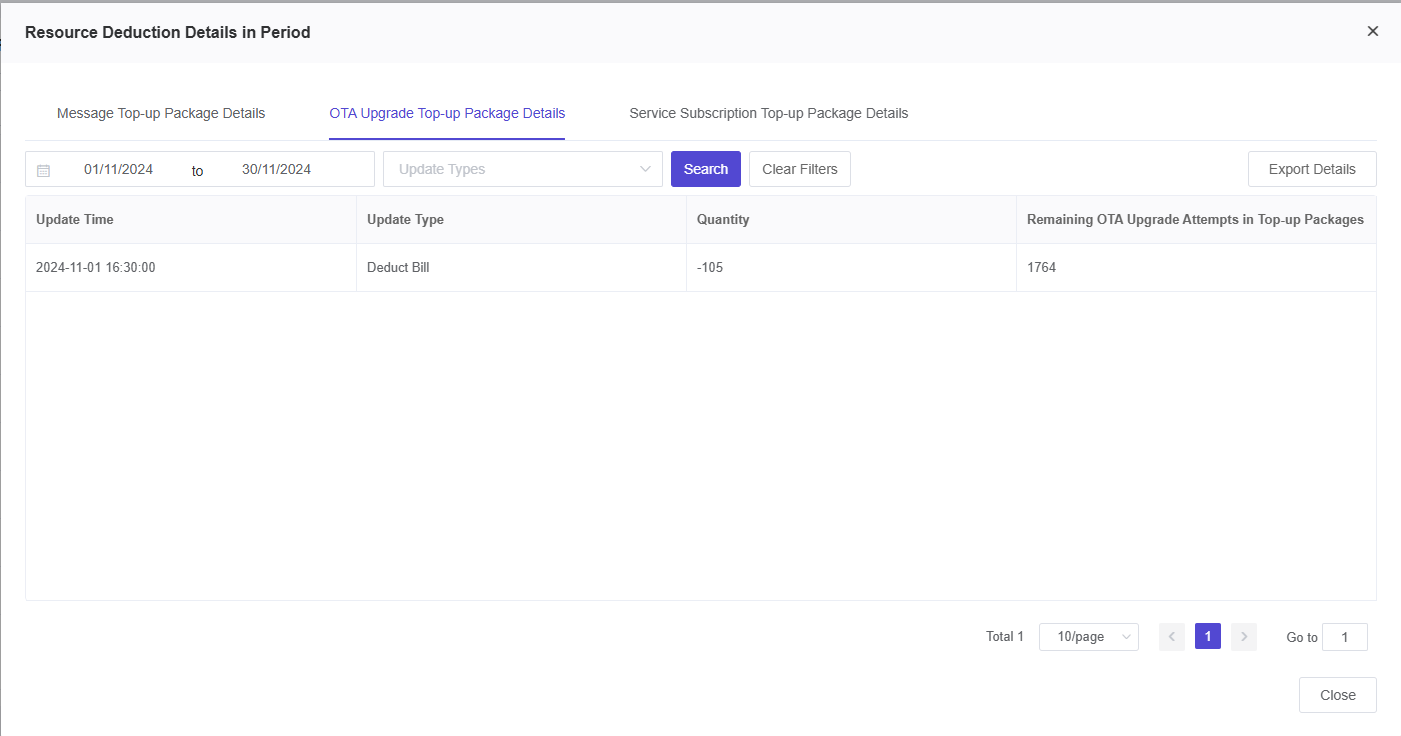 Resource Deduction Details in Period
Message Top-up Package Details OTA Upgrade Top-up Package Details Service Subscription Top-up Package Details
01/11/2024 to 30/11/2024 Update Types Search Clear Filters Export Details
Update Time Update Type Quantity Remaining OTA Upgrade Attempts in Top-up Packages
2024-11-01 16:30:00 Deduct Bill -105 1764
Total 1 10/page 1 Go to 1
Close